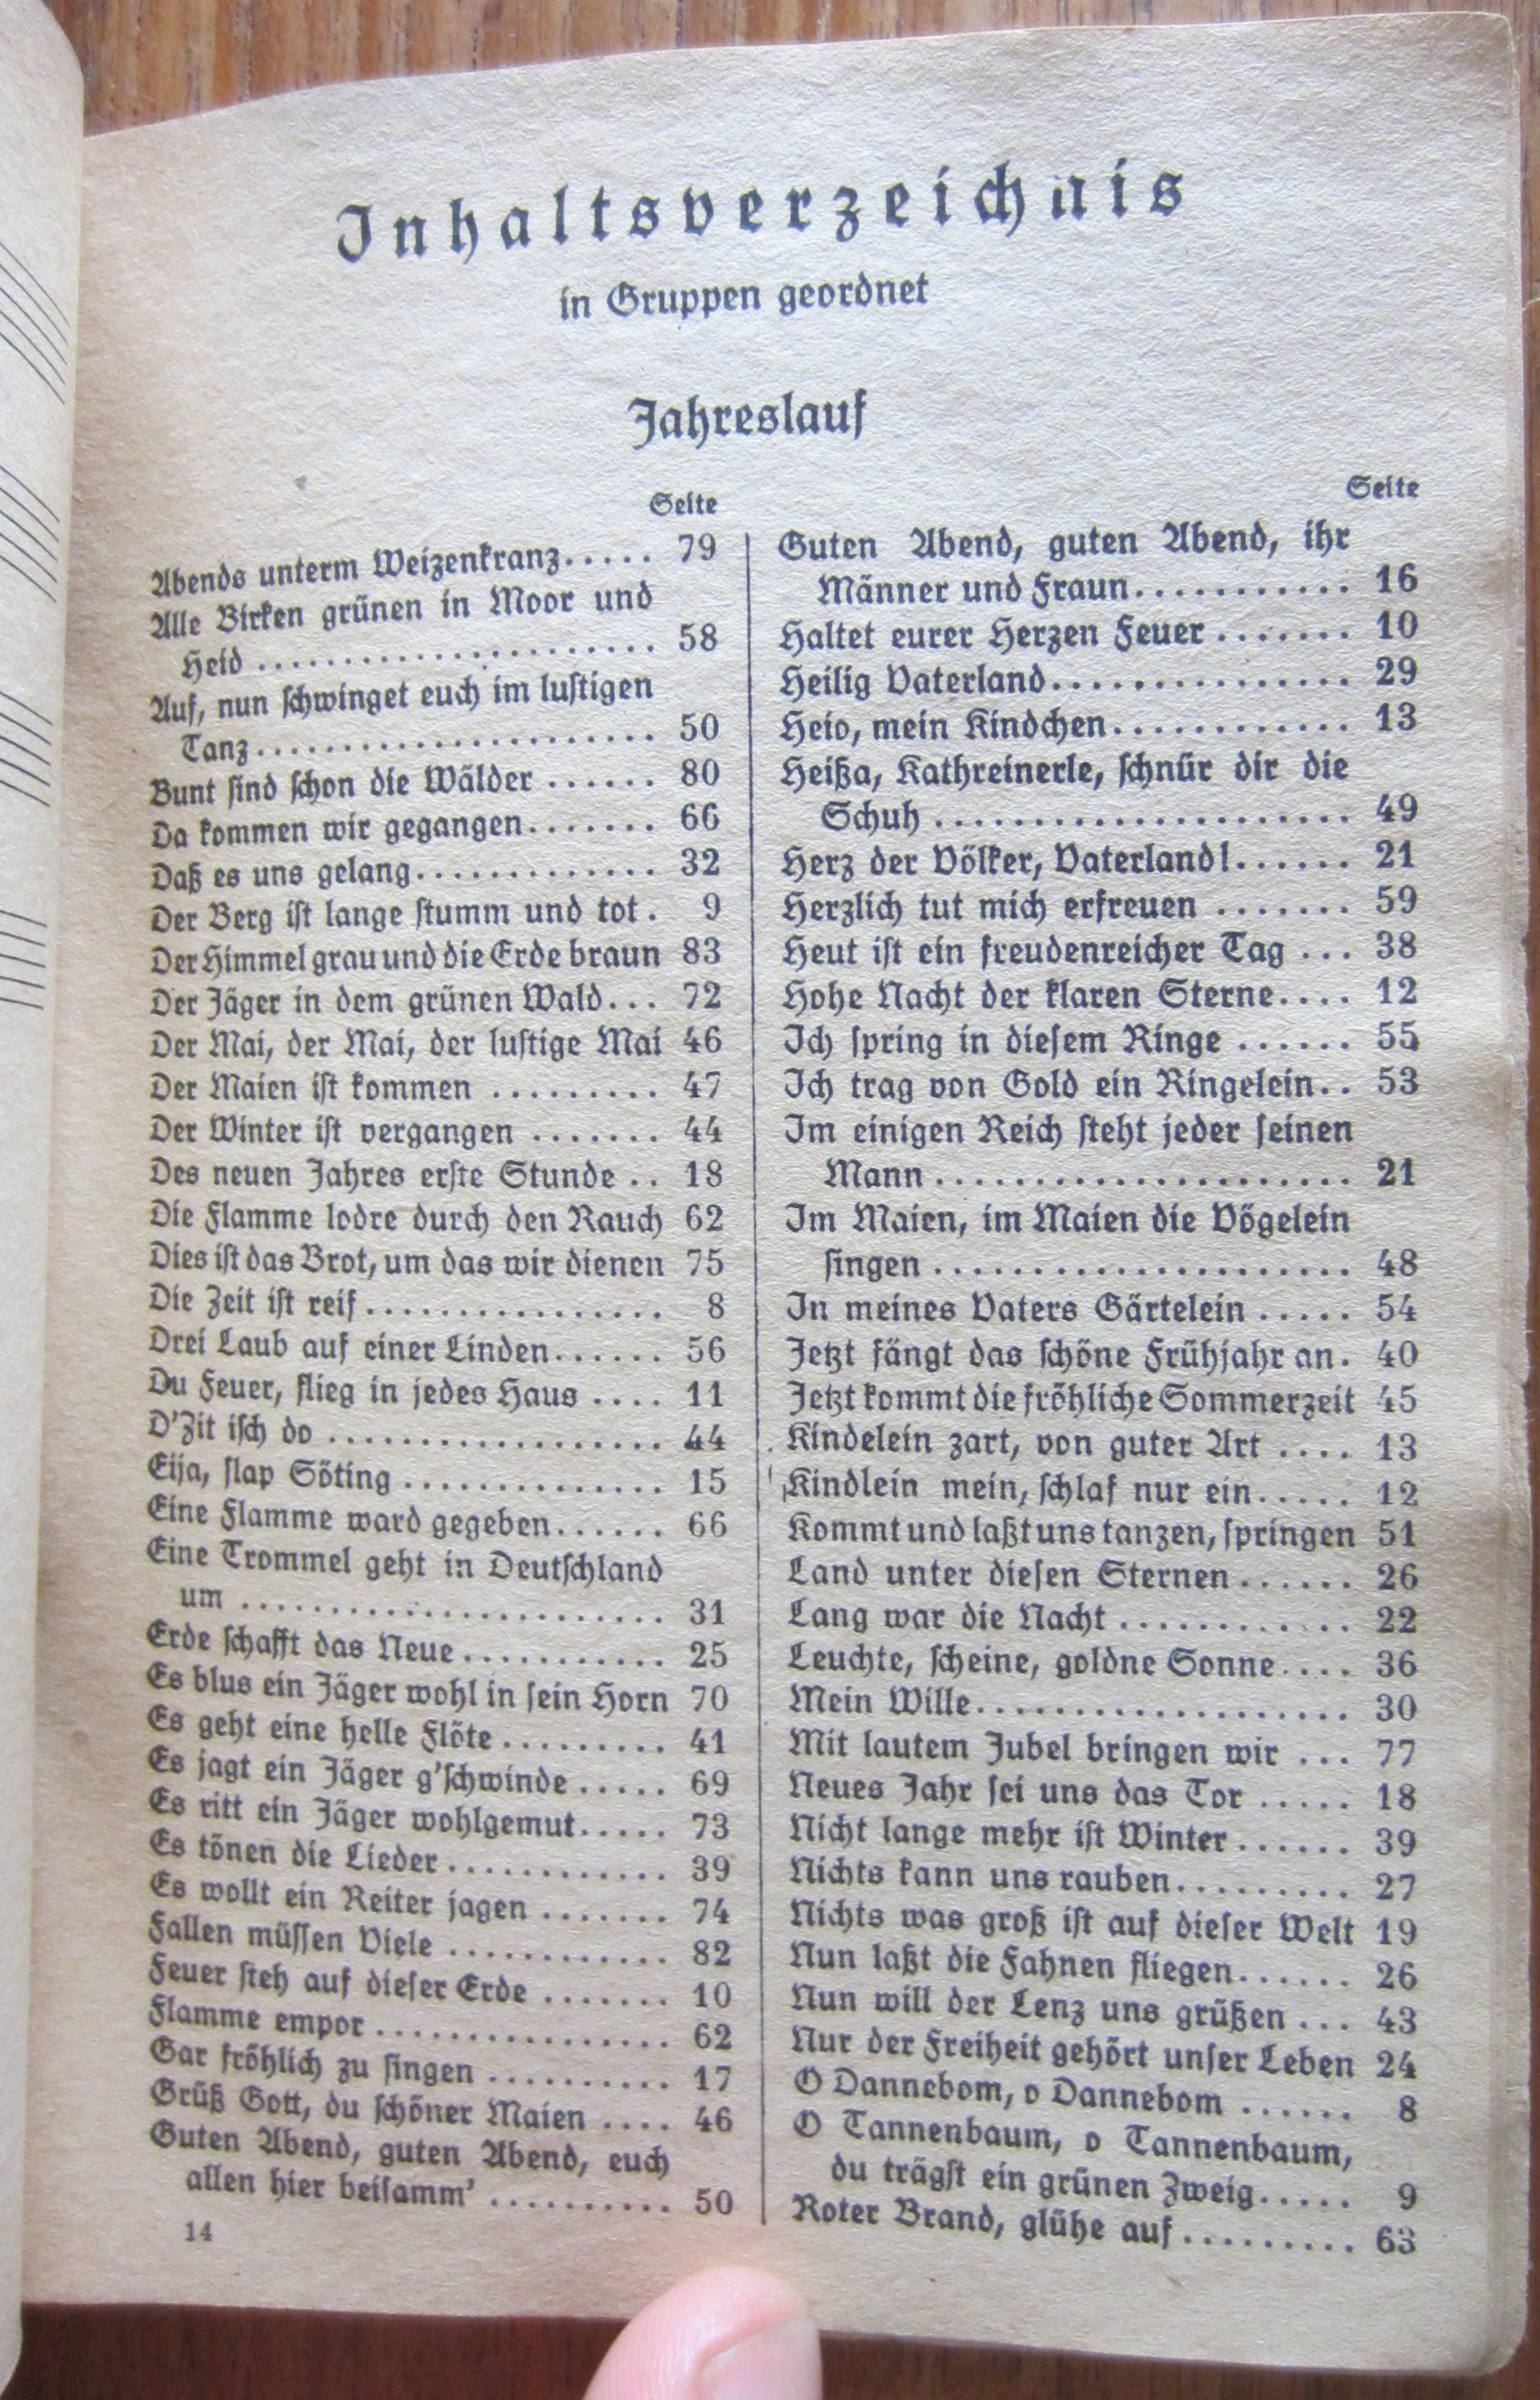 Inhaltsverzeichnis
in Gruppen geordnet
Jahreslauf
Seite
Abends unterm Weizenkranz..... 79
Alle Birken grünen in Moor und
Heid ...................... 58
Auf, nun schwinget euch im lustigen
Tanz...................... 50
Bunt sind schon die Wälder ...... 80
Da kommen wir gegangen....... 66
Daß es uns gelang............. 32
Der Berg ist lange stumm und tot. 9
Der Himmel grau und die Erde braun 83
Der Jäger in dem grünen Wald... 72
Der Mai, der Mai, der lustige Mai 46
Der Maien ist kommen ......... 47
Der Winter ist vergangen ....... 44
Des neuen Jahres erste Stunde .. 18
Die Flamme lodre durch den Rauch 62
Dies ist das Brot, um das wir dienen 75
Die Zeit ist reif................ 8
Drei Laub auf einer Linden...... 56
Du Feuer, flieg in jedes Haus .... 11
D'Zit isch do .................. 44
Eija, slap Söting .............. 15
Eine Flamme ward gegeben...... 66
Eine Trommel geht in Deutschland
um ....................... 31
Erde schafft das Neue........... 25
Es blus ein Jäger wohl in sein Horn 70
Es geht eine helle Flöte ......... 41
Es jagt ein Jäger g'schwinde ..... 69
Es ritt ein Jäger wohlgemut..... 73
Es tönen die Lieder ............ 39
Es wollt ein Reiter jagen ....... 74
Fallen müssen Viele ............ 82
Feuer steh auf dieser Erde ....... 10
Flamme empor ................ 62
Gar fröhlich zu singen .......... 17
Grüß Gott, du schöner Maien .... 46
Guten Abend, guten Abend, euch
allen hier beisamm' .......... 50
14
Seite
Guten Abend, guten Abend, ihr
Männer und Fraun............ 16
Haltet eurer Herzen Feuer ....... 10
Heilig Vaterland............... 29
Heio, mein Kindchen............ 13
Heißa, Kathreinerle, schnür dir die
Schuh ..................... 49
Herz der Völker, Vaterland!...... 21
Herzlich tut mich erfreuen ....... 59
Heut ist ein freudenreicher Tag ... 38
Hohe Nacht der klaren Sterne.... 12
Ich spring in diesem Ringe ...... 55
Ich trag von Gold ein Ringelein.. 53
Im einigen Reich steht jeder seinen
Mann ..................... 21
Im Maien, im Maien die Vögelein
singen ..................... 48
In meines Vaters Gärtelein ..... 54
Jetzt fängt das schöne Frühjahr an. 40
Jetzt kommt die fröhliche Sommerzeit 45
Kindelein zart, von guter Art .... 13
Kindlein mein, schlaf nur ein..... 12
Kommt und laßt uns tanzen, springen 51
Land unter diesen Sternen...... 26
Lang war die Nacht ............ 22
Leuchte, scheine, goldne Sonne.... 36
Mein Wille................... 30
Mit lautem Jubel bringen wir ... 77
Neues Jahr sei uns das Tor ..... 18
Nicht lange mehr ist Winter ...... 39
Nichts kann uns rauben......... 27
Nichts was groß ist auf dieser Welt 19
Nun laßt die Fahnen fliegen...... 26
Nun will der Lenz uns grüßen ... 43
Nur der Freiheit gehört unser Leben 24
O Dannebom, o Dannebom ...... 8
O Tannenbaum, o Tannenbaum,
du trägst ein grünen Zweig..... 9
Roter Brand, glühe auf ......... 63